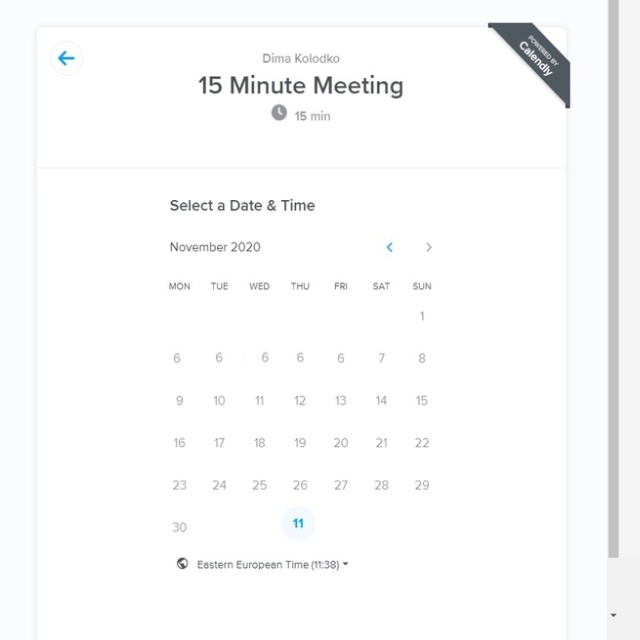 Dima Kolodko
POWERED BY
Calendly
15 Minute Meeting
15 min
Select a Date & Time
November 2020
MON TUE WED THU FRI SAT SUN
1
6 6 6 6 6 7 8
9 10 11 12 13 14 15
16 17 18 19 20 21 22
23 24 25 26 27 28 29
30 11
Eastern European Time (11:38)